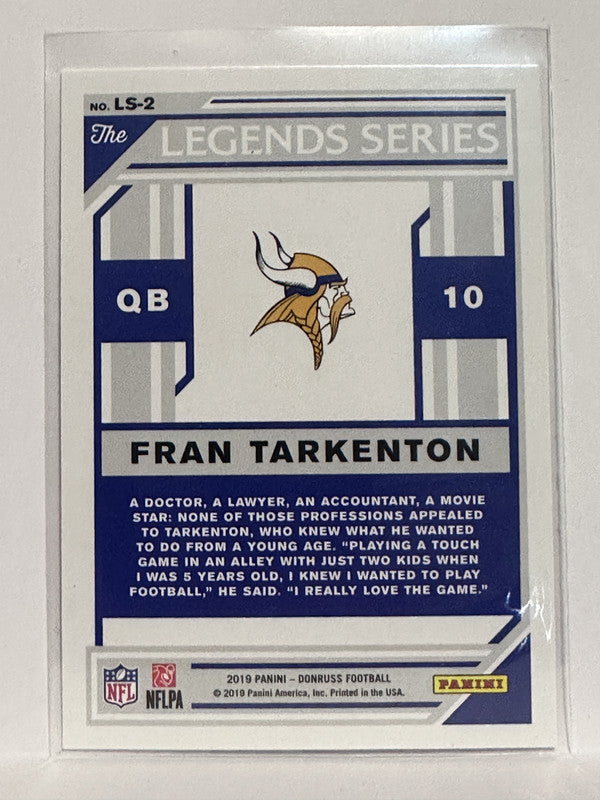 NO. LS-2
The LEGENDS SERIES
QB
10
FRAN TARKENTON
A DOCTOR, A LAWYER, AN ACCOUNTANT, A MOVIE
STAR: NONE OF THOSE PROFESSIONS APPEALED
TO TARKENTON, WHO KNEW WHAT HE WANTED
TO DO FROM A YOUNG AGE. “PLAYING A TOUCH
GAME IN AN ALLEY WITH JUST TWO KIDS WHEN
I WAS 5 YEARS OLD, I KNEW I WANTED TO PLAY
FOOTBALL,” HE SAID. “I REALLY LOVE THE GAME.”
NFL
NFLPA
2019 PANINI – DONRUSS FOOTBALL
© 2019 Panini America, Inc. Printed in the USA.
PANINI